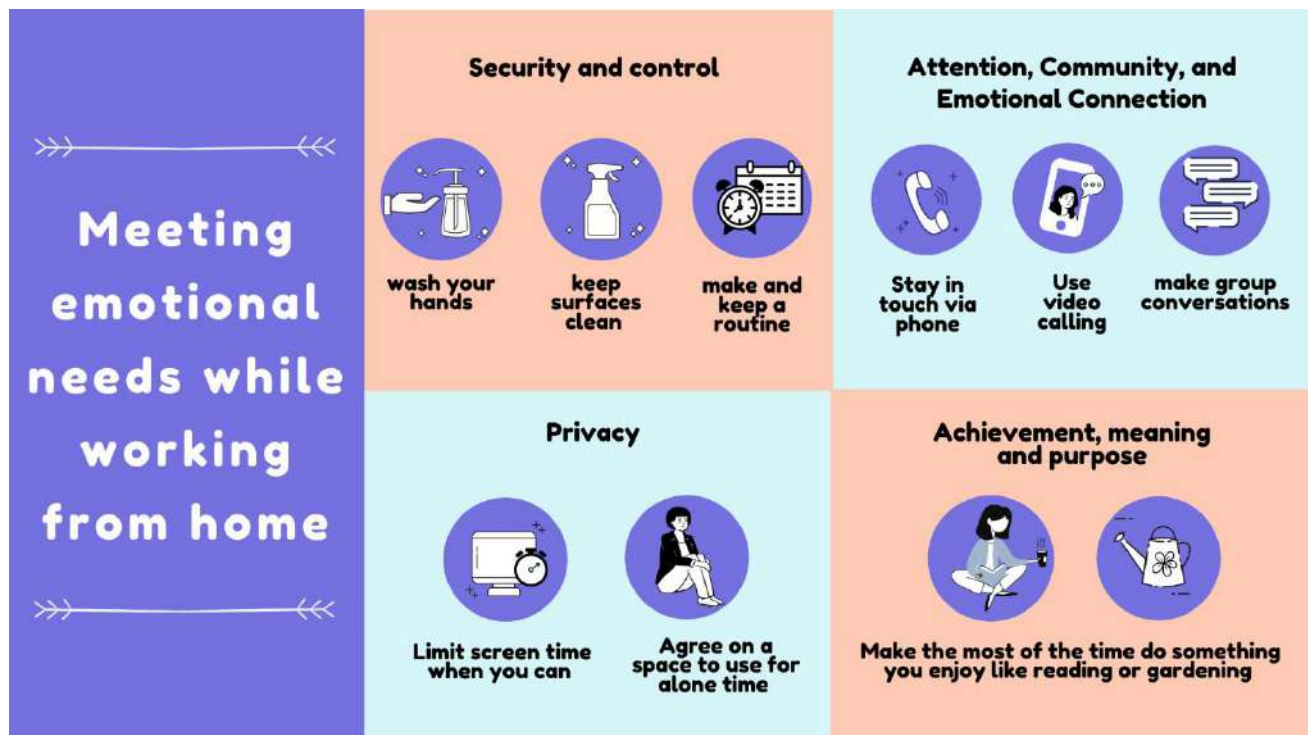 Meeting
emotional
needs while
working
from home
Security and control
wash your
hands
keep
surfaces
clean
make and
keep a
routine
Attention, Community, and
Emotional Connection
Stay in
touch via
phone
Use
video
calling
make group
conversations
Privacy
Limit screen time
when you can
Agree on a
space to use for
alone time
Achievement, meaning
and purpose
Make the most of the time do something
you enjoy like reading or gardening